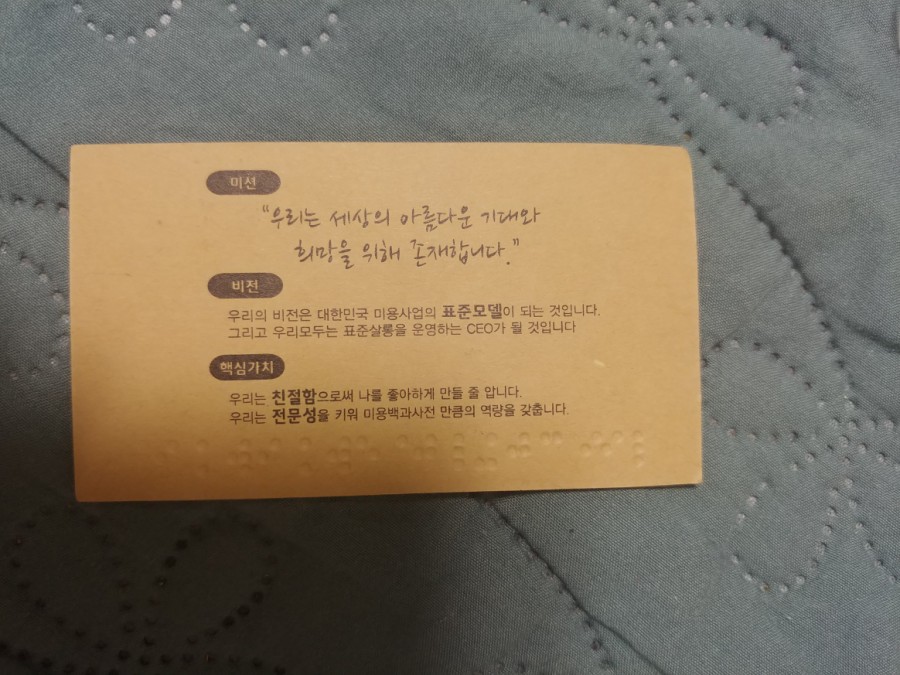 미션
"우리는 세상의 아름다운 기대와
희망을 위해 존재합니다."
비전
우리의 비전은 대한민국 미용사업의 표준모델이 되는 것입니다.
그리고 우리모두는 표준살롱을 운영하는 CEO가 될 것입니다
핵심가치
우리는 친절함으로써 나를 좋아하게 만들 줄 압니다.
우리는 전문성을 키워 미용백과사전 만큼의 역량을 갖춥니다.